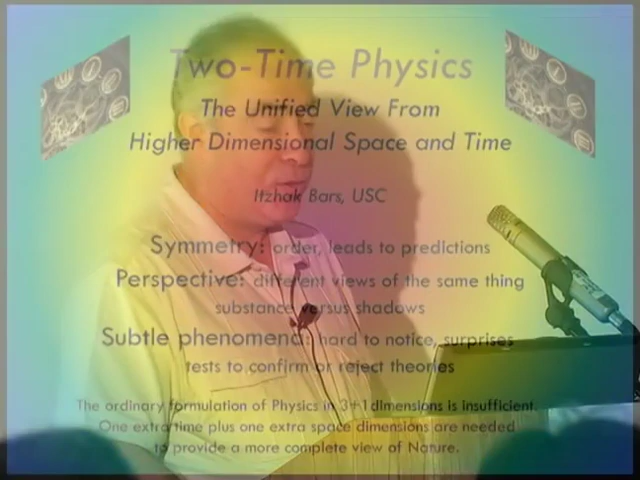 Two-Time Physics
The Unified View From
Higher Dimensional Space and Time
Itzhak Bars, USC
Symmetry: order, leads to predictions
Perspective: different views of the same thing
substance versus shadows
Subtle phenomena: hard to notice, surprises
tests to confirm or reject theories
The ordinary formulation of Physics in 3+1dimensions is insufficient.
One extra time plus one extra space dimensions are needed
to provide a more complete view of Nature.